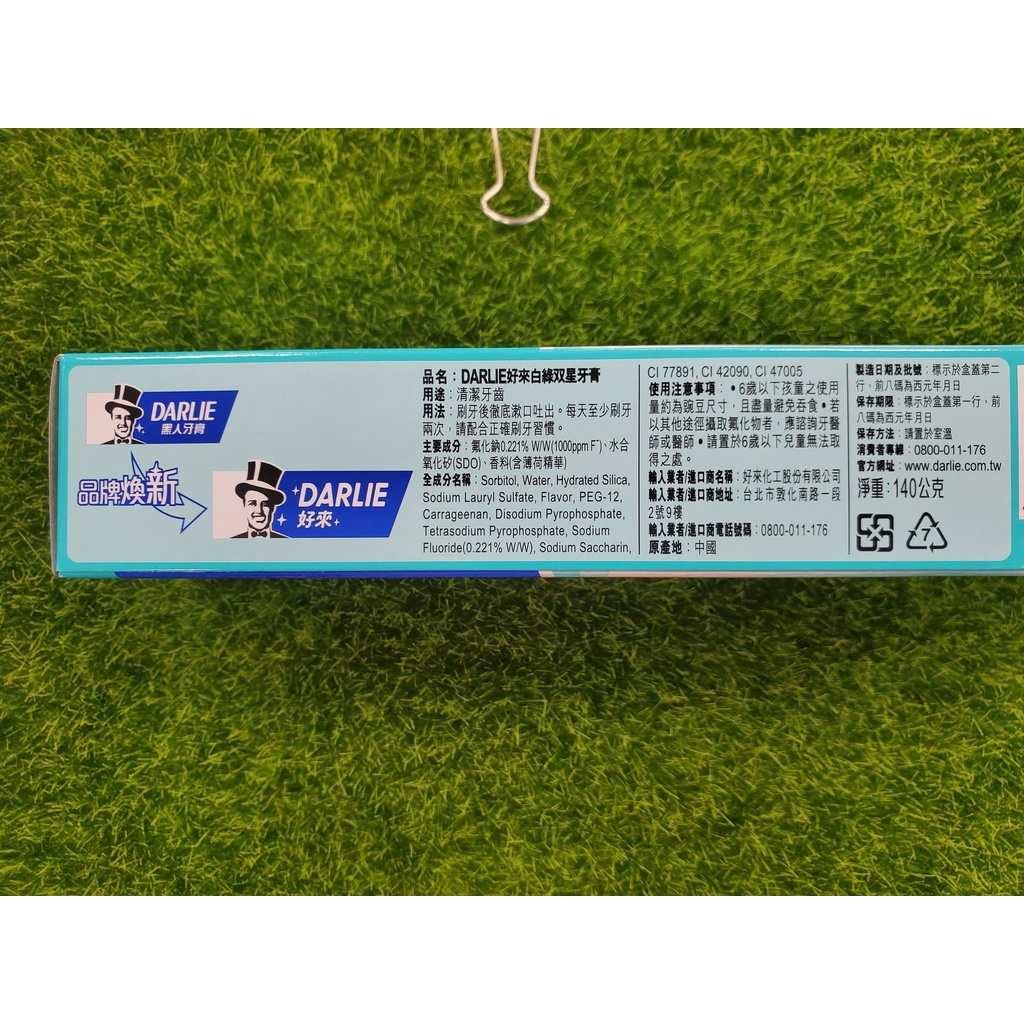 DARLIE
黑人牙膏
品牌煥新
DARLIE
好來
品名：DARLIE好來白綠双星牙膏
用途：清潔牙齒
用法：刷牙後徹底漱口吐出。每天至少刷牙
兩次，請配合正確刷牙習慣。
主要成分：氟化鈉0.221% W/W(1000ppm F⁻)、水合
氧化矽(SDO)、香料(含薄荷精華)
全成分名稱：Sorbitol, Water, Hydrated Silica,
Sodium Lauryl Sulfate, Flavor, PEG-12,
Carrageenan, Disodium Pyrophosphate,
Tetrasodium Pyrophosphate, Sodium
Fluoride(0.221% W/W), Sodium Saccharin,
CI 77891, CI 42090, CI 47005
使用注意事項：•6歲以下孩童之使用
量約為豌豆尺寸，且盡量避免吞食•若
以其他途徑攝取氟化物者，應諮詢牙醫
師或醫師•請置於6歲以下兒童無法取
得之處。
輸入業者/進口商名稱：好來化工股份有限公司
輸入業者/進口商地址：台北市敦化南路一段
2號9樓
輸入業者/進口商電話號碼：0800-011-176
原產地：中國
製造日期及批號：標示於盒蓋第二
行，前八碼為西元年月日
保存期限：標示於盒蓋第一行，前
八碼為西元年月日
保存方法：請置於室溫
消費者專線：0800-011-176
官方網址：www.darlie.com.tw
淨重：140公克
7